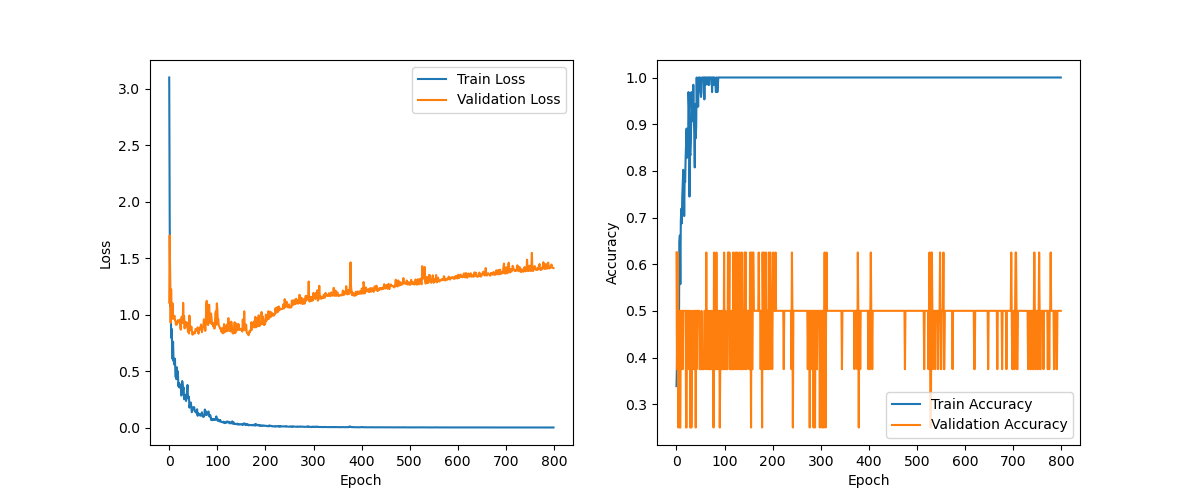 Train Loss
Validation Loss
3.0
2.5
2.0
1.5
1.0
0.5
0.0
Loss
0 100 200 300 400 500 600 700 800
Epoch
1.0
0.9
0.8
0.7
0.6
0.5
0.4
0.3
Accuracy
Train Accuracy
Validation Accuracy
0 100 200 300 400 500 600 700 800
Epoch